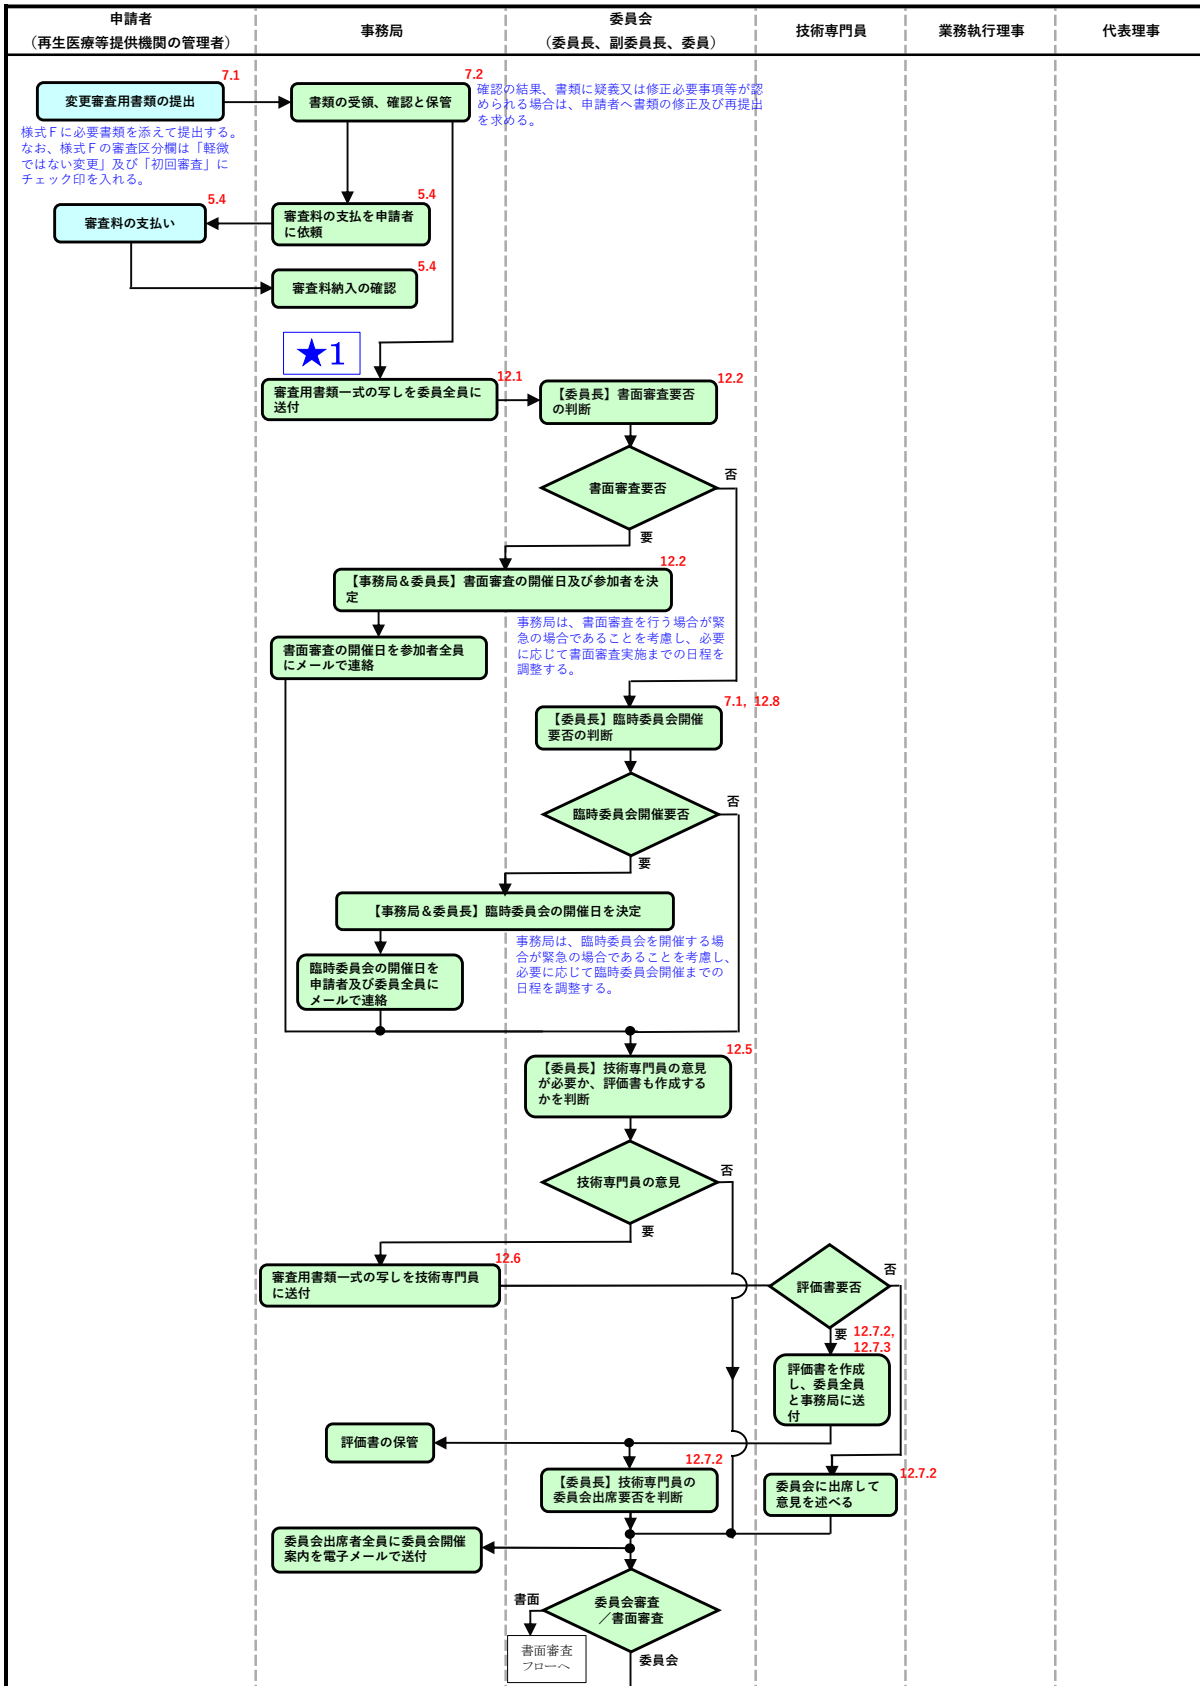 申請者
（再生医療等提供機関の管理者）
事務局
委員会
（委員長、副委員長、委員）
技術専門員
業務執行理事
代表理事
7.1
変更審査用書類の提出
7.2
書類の受領、確認と保管
確認の結果、書類に疑義又は修正必要事項等が認
められる場合は、申請者へ書類の修正及び再提出
を求める。
様式Ｆに必要書類を添えて提出する。
なお、様式Ｆの審査区分欄は「軽微
ではない変更」及び「初回審査」に
チェック印を入れる。
5.4
審査料の支払い
5.4
審査料の支払を申請者
に依頼
5.4
審査料納入の確認
★1
12.1
審査用書類一式の写しを委員全員に
送付
12.2
【委員長】書面審査要否
の判断
書面審査要否
否
要
12.2
【事務局＆委員長】書面審査の開催日及び参加者を決
定
事務局は、書面審査を行う場合が緊
急の場合であることを考慮し、必要
に応じて書面審査実施までの日程を
調整する。
書面審査の開催日を参加者全員
にメールで連絡
7.1, 12.8
【委員長】臨時委員会開催
要否の判断
臨時委員会開催要否
否
要
【事務局＆委員長】臨時委員会の開催日を決定
事務局は、臨時委員会を開催する場
合が緊急の場合であることを考慮し、
必要に応じて臨時委員会開催までの
日程を調整する。
臨時委員会の開催日を
申請者及び委員全員に
メールで連絡
12.5
【委員長】技術専門員の意見
が必要か、評価書も作成する
かを判断
技術専門員の意見
否
要
12.6
審査用書類一式の写しを技術専門員
に送付
評価書要否
否
要
12.7.2,
12.7.3
評価書を作成
し、委員全員
と事務局に送
付
評価書の保管
12.7.2
【委員長】技術専門員の
委員会出席要否を判断
12.7.2
委員会に出席して
意見を述べる
委員会出席者全員に委員会開催
案内を電子メールで送付
委員会審査
／書面審査
書面
書面審査
フローへ
委員会